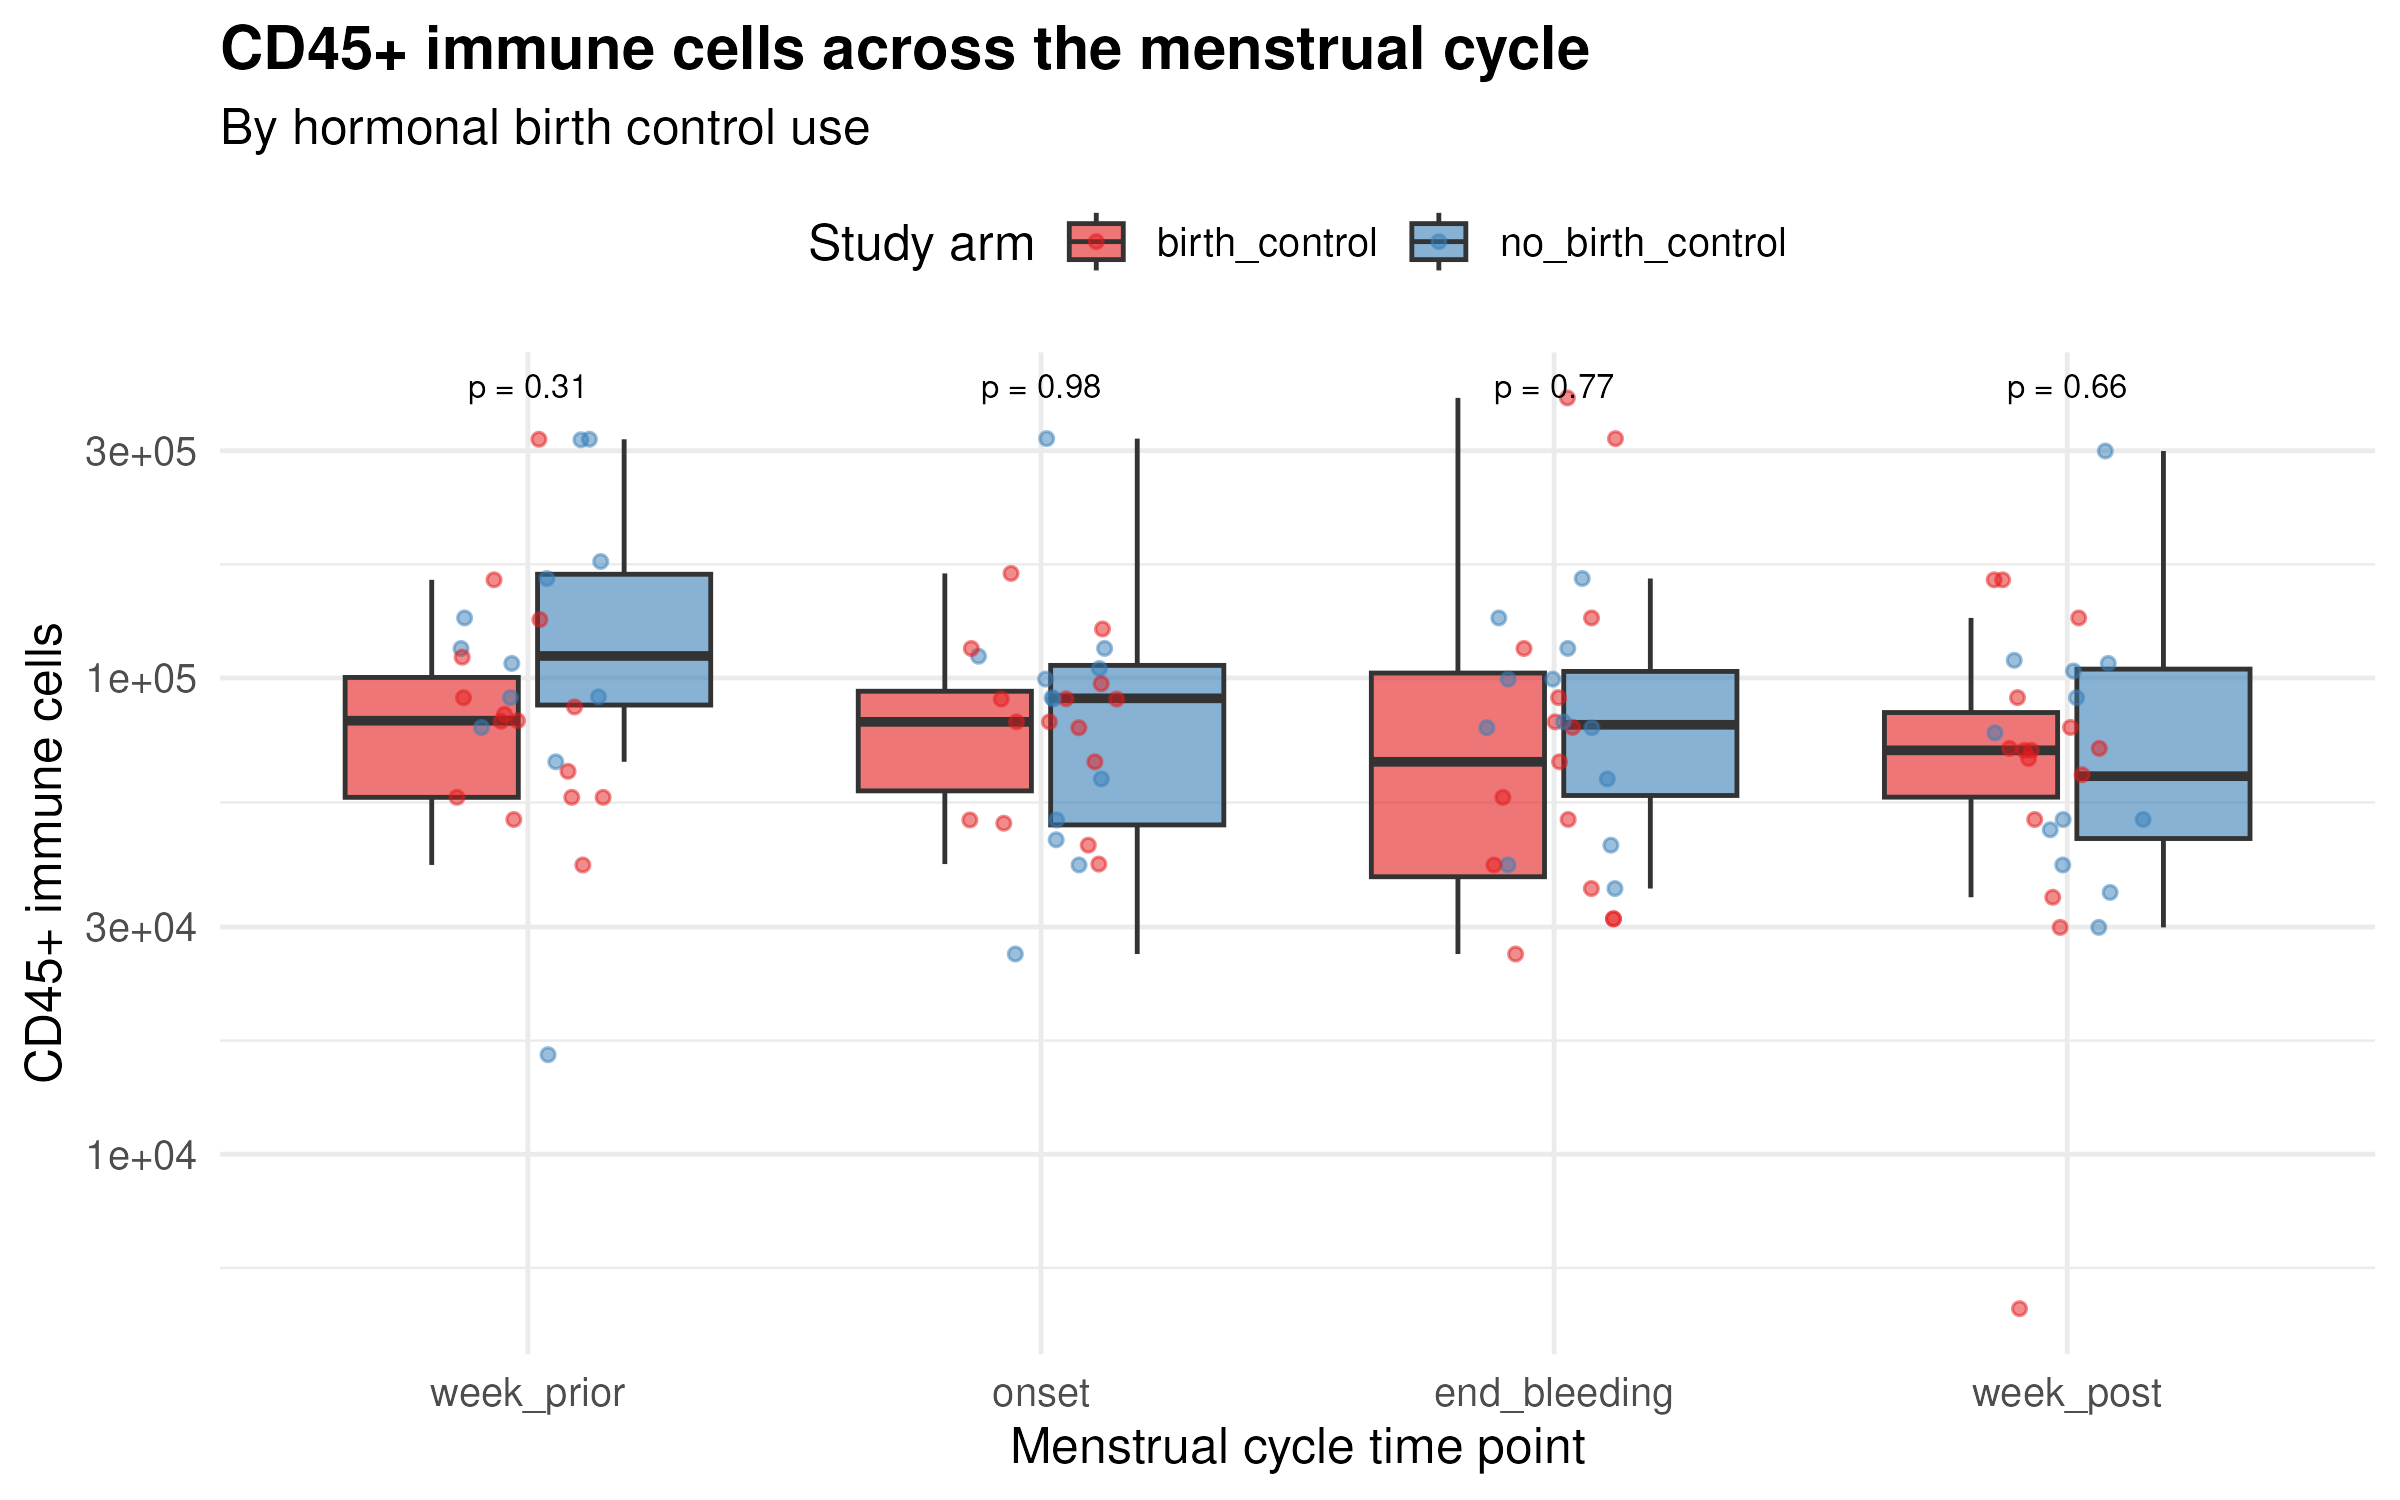 CD45+ immune cells across the menstrual cycle
By hormonal birth control use
Study arm birth_control no_birth_control
p = 0.31 p = 0.98 p = 0.77 p = 0.66
3e+05
1e+05
3e+04
1e+04
CD45+ immune cells
week_prior onset end_bleeding week_post
Menstrual cycle time point